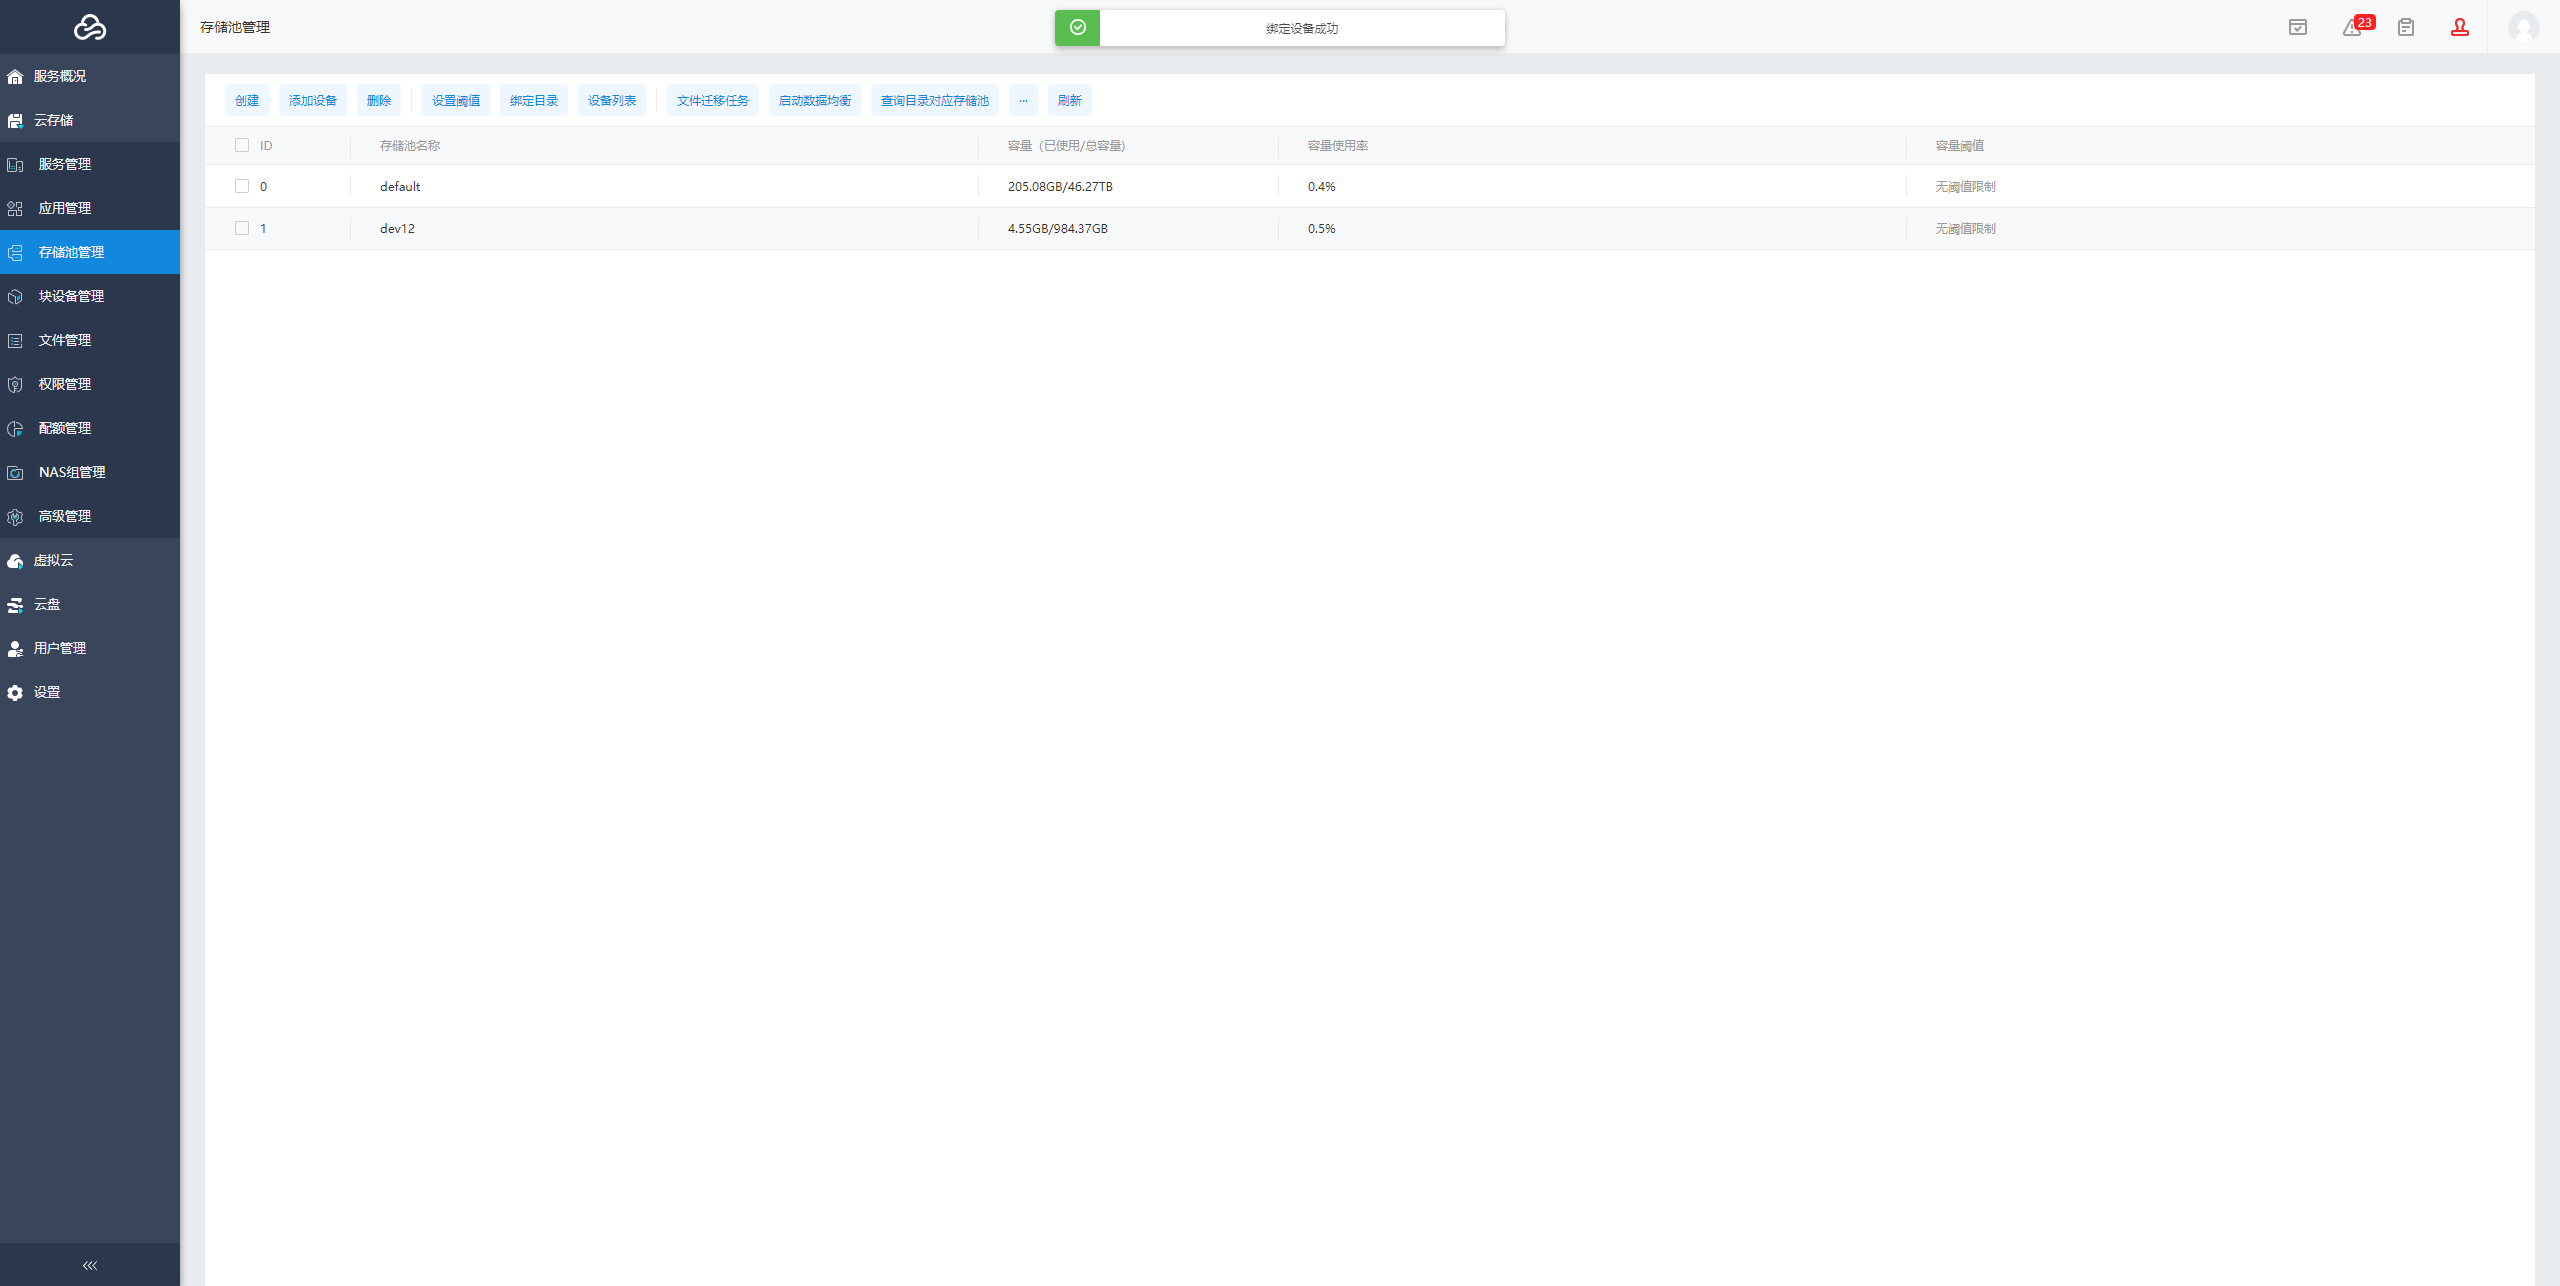 存储池管理
绑定设备成功
23
服务概况
云存储
服务管理
应用管理
存储池管理
块设备管理
文件管理
权限管理
配额管理
NAS组管理
高级管理
虚拟云
云盘
用户管理
设置
创建 添加设备 删除 设置阈值 绑定目录 设备列表 文件迁移任务 启动数据均衡 查询目录对应存储池 ... 刷新
ID 存储池名称 容量（已使用/总容量) 容量使用率 容量阈值
0 default 205.08GB/46.27TB 0.4% 无阈值限制
1 dev12 4.55GB/984.37GB 0.5% 无阈值限制